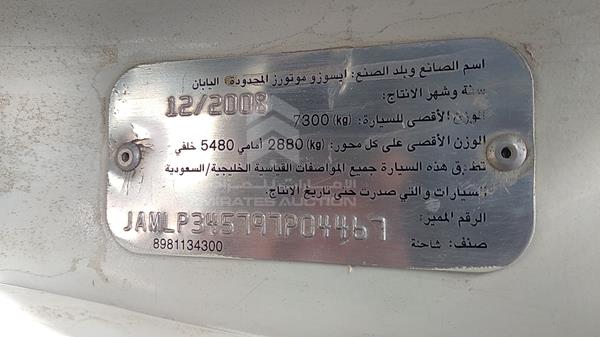 اسم الصانع وبلد الصنع: ايسوزو موتورز المحدودة اليابان
سنة وشهر الانتاج: 12/2008
الوزن الأقصى للسيارة: (kg) 7300
الوزن الأقصى على كل محور: (kg) 2880 أمامي 5480 خلفي
تطابق هذه السيارة جميع المواصفات القياسية الخليجية/السعودية
للسيارات والتي صدرت حتى تاريخ الانتاج.
الرقم المميز: JAMLP34S797P04467
صنف: شاحنة
8981134300
EMIRATES AUCTION